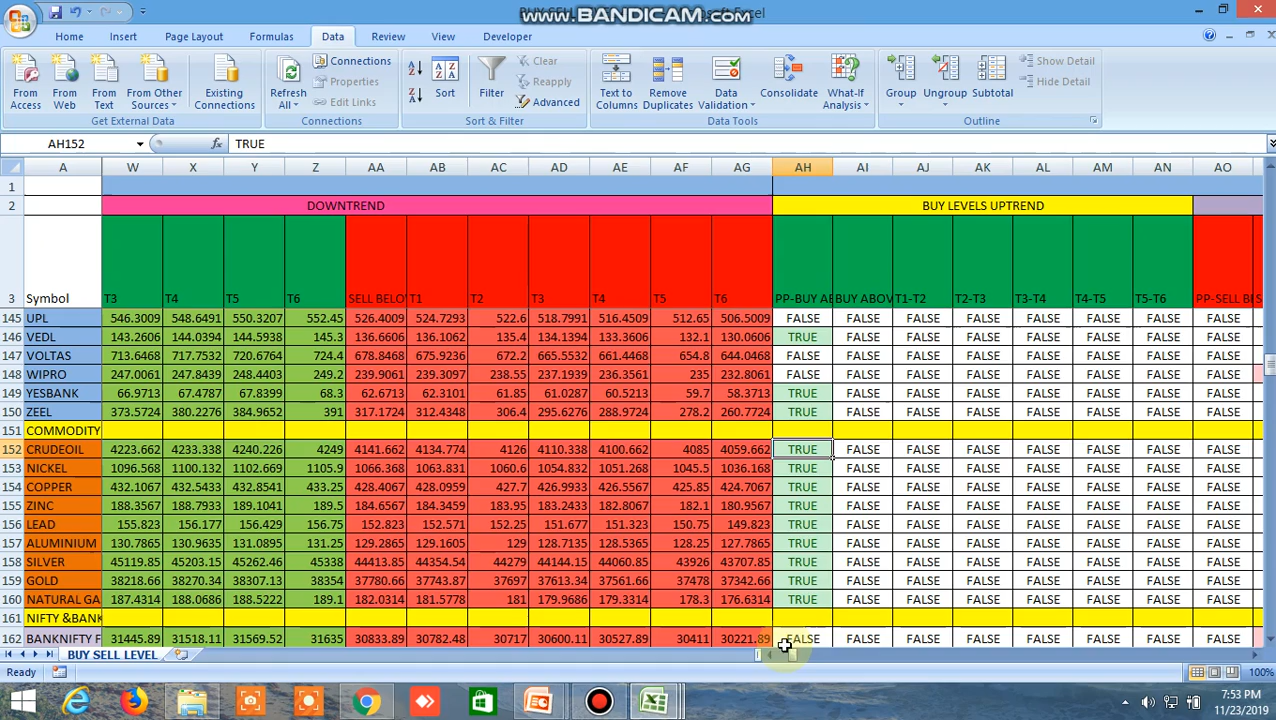 www.BANDICAM.com
Home Insert Page Layout Formulas Data Review View Developer
From Access
From Web
From Text
From Other Sources
Existing Connections
Get External Data
Refresh All
Connections
Properties
Edit Links
Connections
Sort
Filter
Clear
Reapply
Advanced
Sort & Filter
Text to Columns
Remove Duplicates
Data Validation
Consolidate
What-If Analysis
Data Tools
Group
Ungroup
Subtotal
Show Detail
Hide Detail
Outline
AH152 fx TRUE
A W X Y Z AA AB AC AD AE AF AG AH AI AJ AK AL AM AN AO
1
2 DOWNTREND BUY LEVELS UPTREND
3 Symbol T3 T4 T5 T6 SELL BELO T1 T2 T3 T4 T5 T6 PP-BUY AB BUY ABOV T1-T2 T2-T3 T3-T4 T4-T5 T5-T6 PP-SELL BE
145 UPL 546.3009 548.6491 550.3207 552.45 526.4009 524.7293 522.6 518.7991 516.4509 512.65 506.5009 FALSE FALSE FALSE FALSE FALSE FALSE FALSE FALSE
146 VEDL 143.2606 144.0394 144.5938 145.3 136.6606 136.1062 135.4 134.1394 133.3606 132.1 130.0606 TRUE FALSE FALSE FALSE FALSE FALSE FALSE FALSE
147 VOLTAS 713.6468 717.7532 720.6764 724.4 678.8468 675.9236 672.2 665.5532 661.4468 654.8 644.0468 FALSE FALSE FALSE FALSE FALSE FALSE FALSE FALSE
148 WIPRO 247.0061 247.8439 248.4403 249.2 239.9061 239.3097 238.55 237.1939 236.3561 235 232.8061 FALSE FALSE FALSE FALSE FALSE FALSE FALSE FALSE
149 YESBANK 66.9713 67.4787 67.8399 68.3 62.6713 62.3101 61.85 61.0287 60.5213 59.7 58.3713 TRUE FALSE FALSE FALSE FALSE FALSE FALSE FALSE
150 ZEEL 373.5724 380.2276 384.9652 391 317.1724 312.4348 306.4 295.6276 288.9724 278.2 260.7724 TRUE FALSE FALSE FALSE FALSE FALSE FALSE FALSE
151 COMMODITY
152 CRUDEOIL 4223.662 4233.338 4240.226 4249 4141.662 4134.774 4126 4110.338 4100.662 4085 4059.662 TRUE FALSE FALSE FALSE FALSE FALSE FALSE FALSE
153 NICKEL 1096.568 1100.132 1102.669 1105.9 1066.368 1063.831 1060.6 1054.832 1051.268 1045.5 1036.168 TRUE FALSE FALSE FALSE FALSE FALSE FALSE FALSE
154 COPPER 432.1067 432.5433 432.8541 433.25 428.4067 428.0959 427.7 426.9933 426.5567 425.85 424.7067 TRUE FALSE FALSE FALSE FALSE FALSE FALSE FALSE
155 ZINC 188.3567 188.7933 189.1041 189.5 184.6567 184.3459 183.95 183.2433 182.8067 182.1 180.9567 TRUE FALSE FALSE FALSE FALSE FALSE FALSE FALSE
156 LEAD 155.823 156.177 156.429 156.75 152.823 152.571 152.25 151.677 151.323 150.75 149.823 TRUE FALSE FALSE FALSE FALSE FALSE FALSE FALSE
157 ALUMINIUM 130.7865 130.9635 131.0895 131.25 129.2865 129.1605 129 128.7135 128.5365 128.25 127.7865 TRUE FALSE FALSE FALSE FALSE FALSE FALSE FALSE
158 SILVER 45119.85 45203.15 45262.46 45338 44413.85 44354.54 44279 44144.15 44060.85 43926 43707.85 TRUE FALSE FALSE FALSE FALSE FALSE FALSE FALSE
159 GOLD 38218.66 38270.34 38307.13 38354 37780.66 37743.87 37697 37613.34 37561.66 37478 37342.66 TRUE FALSE FALSE FALSE FALSE FALSE FALSE FALSE
160 NATURAL GA 187.4314 188.0686 188.5222 189.1 182.0314 181.5778 181 179.9686 179.3314 178.3 176.6314 TRUE FALSE FALSE FALSE FALSE FALSE FALSE FALSE
161 NIFTY &BANK
162 BANKNIFTY F 31445.89 31518.11 31569.52 31635 30833.89 30782.48 30717 30600.11 30527.89 30411 30221.89 FALSE FALSE FALSE FALSE FALSE FALSE FALSE FALSE
BUY SELL LEVEL
Ready 100%
7:53 PM
11/23/2019